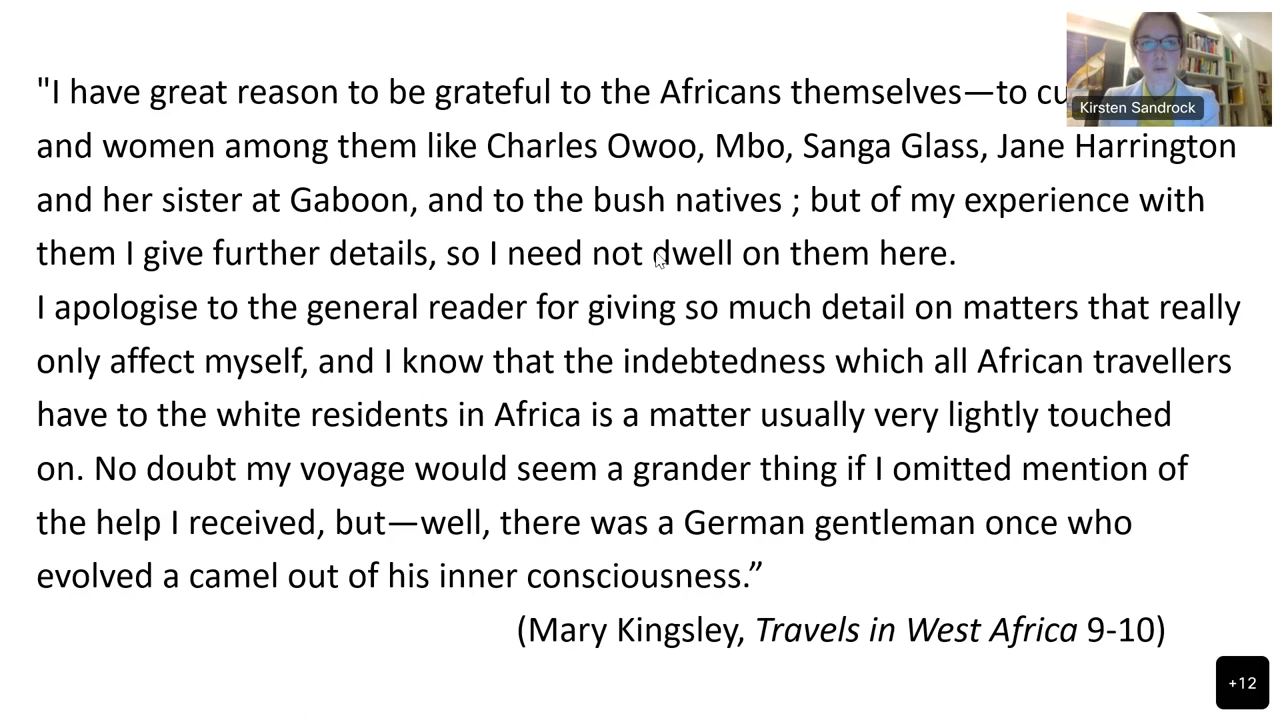 "I have great reason to be grateful to the Africans themselves—to cu
Kirsten Sandrock
and women among them like Charles Owoo, Mbo, Sanga Glass, Jane Harrington
and her sister at Gaboon, and to the bush natives ; but of my experience with
them I give further details, so I need not dwell on them here.
I apologise to the general reader for giving so much detail on matters that really
only affect myself, and I know that the indebtedness which all African travellers
have to the white residents in Africa is a matter usually very lightly touched
on. No doubt my voyage would seem a grander thing if I omitted mention of
the help I received, but—well, there was a German gentleman once who
evolved a camel out of his inner consciousness.”
(Mary Kingsley, Travels in West Africa 9-10)
+12